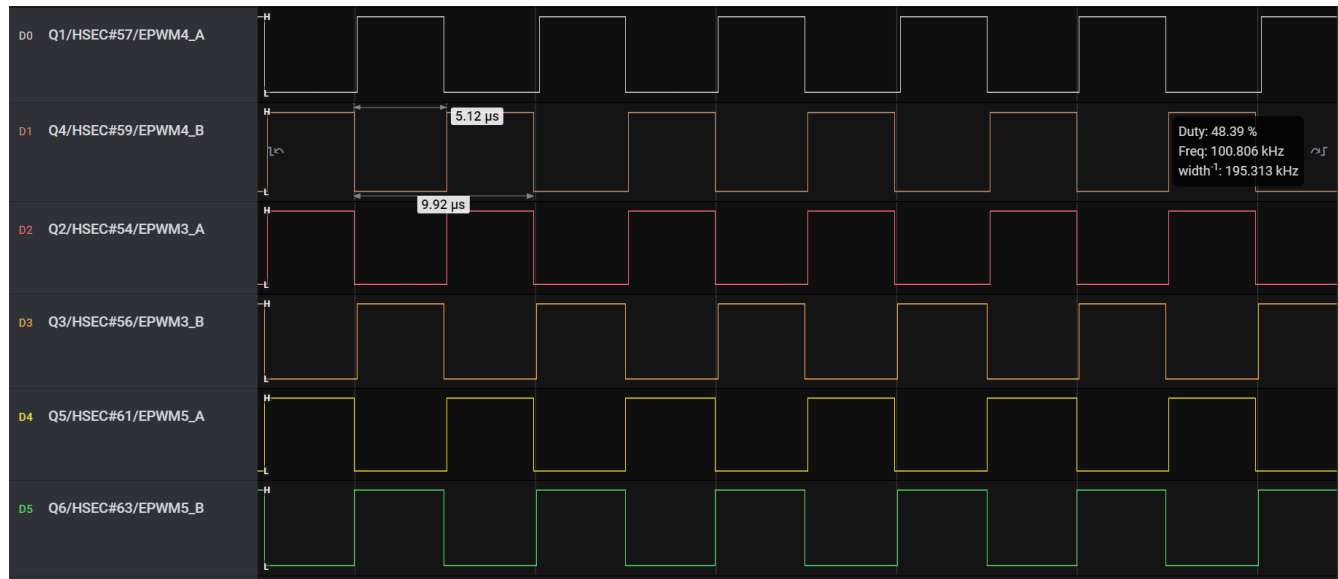 D0 Q1/HSEC#57/EPWM4_A
H
L
D1 Q4/HSEC#59/EPWM4_B
H
L
5.12 µs
9.92 µs
Duty: 48.39 %
Freq: 100.806 kHz
width⁻¹: 195.313 kHz
D2 Q2/HSEC#54/EPWM3_A
H
L
D3 Q3/HSEC#56/EPWM3_B
H
L
D4 Q5/HSEC#61/EPWM5_A
H
L
D5 Q6/HSEC#63/EPWM5_B
H
L